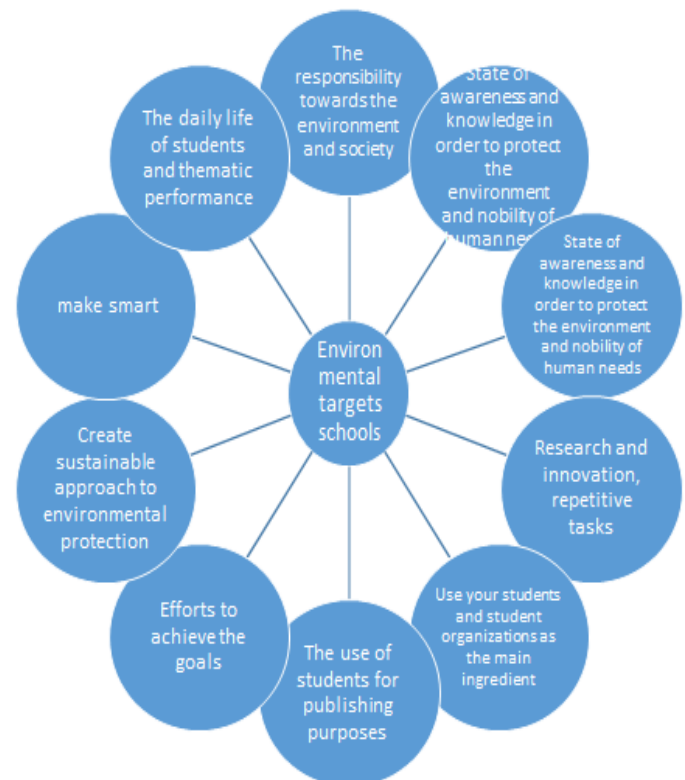 The
responsibility
towards the
environment
and society
State of
awareness and
knowledge in
order to protect
the
environment
and nobility of
human needs
State of
awareness and
knowledge in
order to protect
the environment
and nobility of
human needs
Research and
innovation,
repetitive
tasks
Use your students
and student
organizations as
the main
ingredient
The use of
students for
publishing
purposes
Efforts to
achieve the
goals
Create
sustainable
approach to
environmental
protection
make smart
The daily life
of students
and thematic
performance
Environ
mental
targets
schools